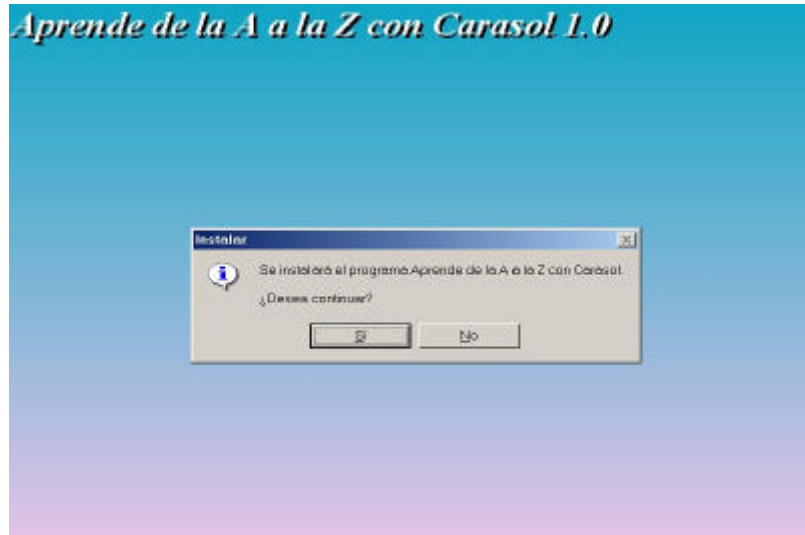 Aprende de la A a la Z con Carasol 1.0
Instalar
Se instalará el programa Aprende de la A a la Z con Carasol.
¿Desea continuar?
Sí
No